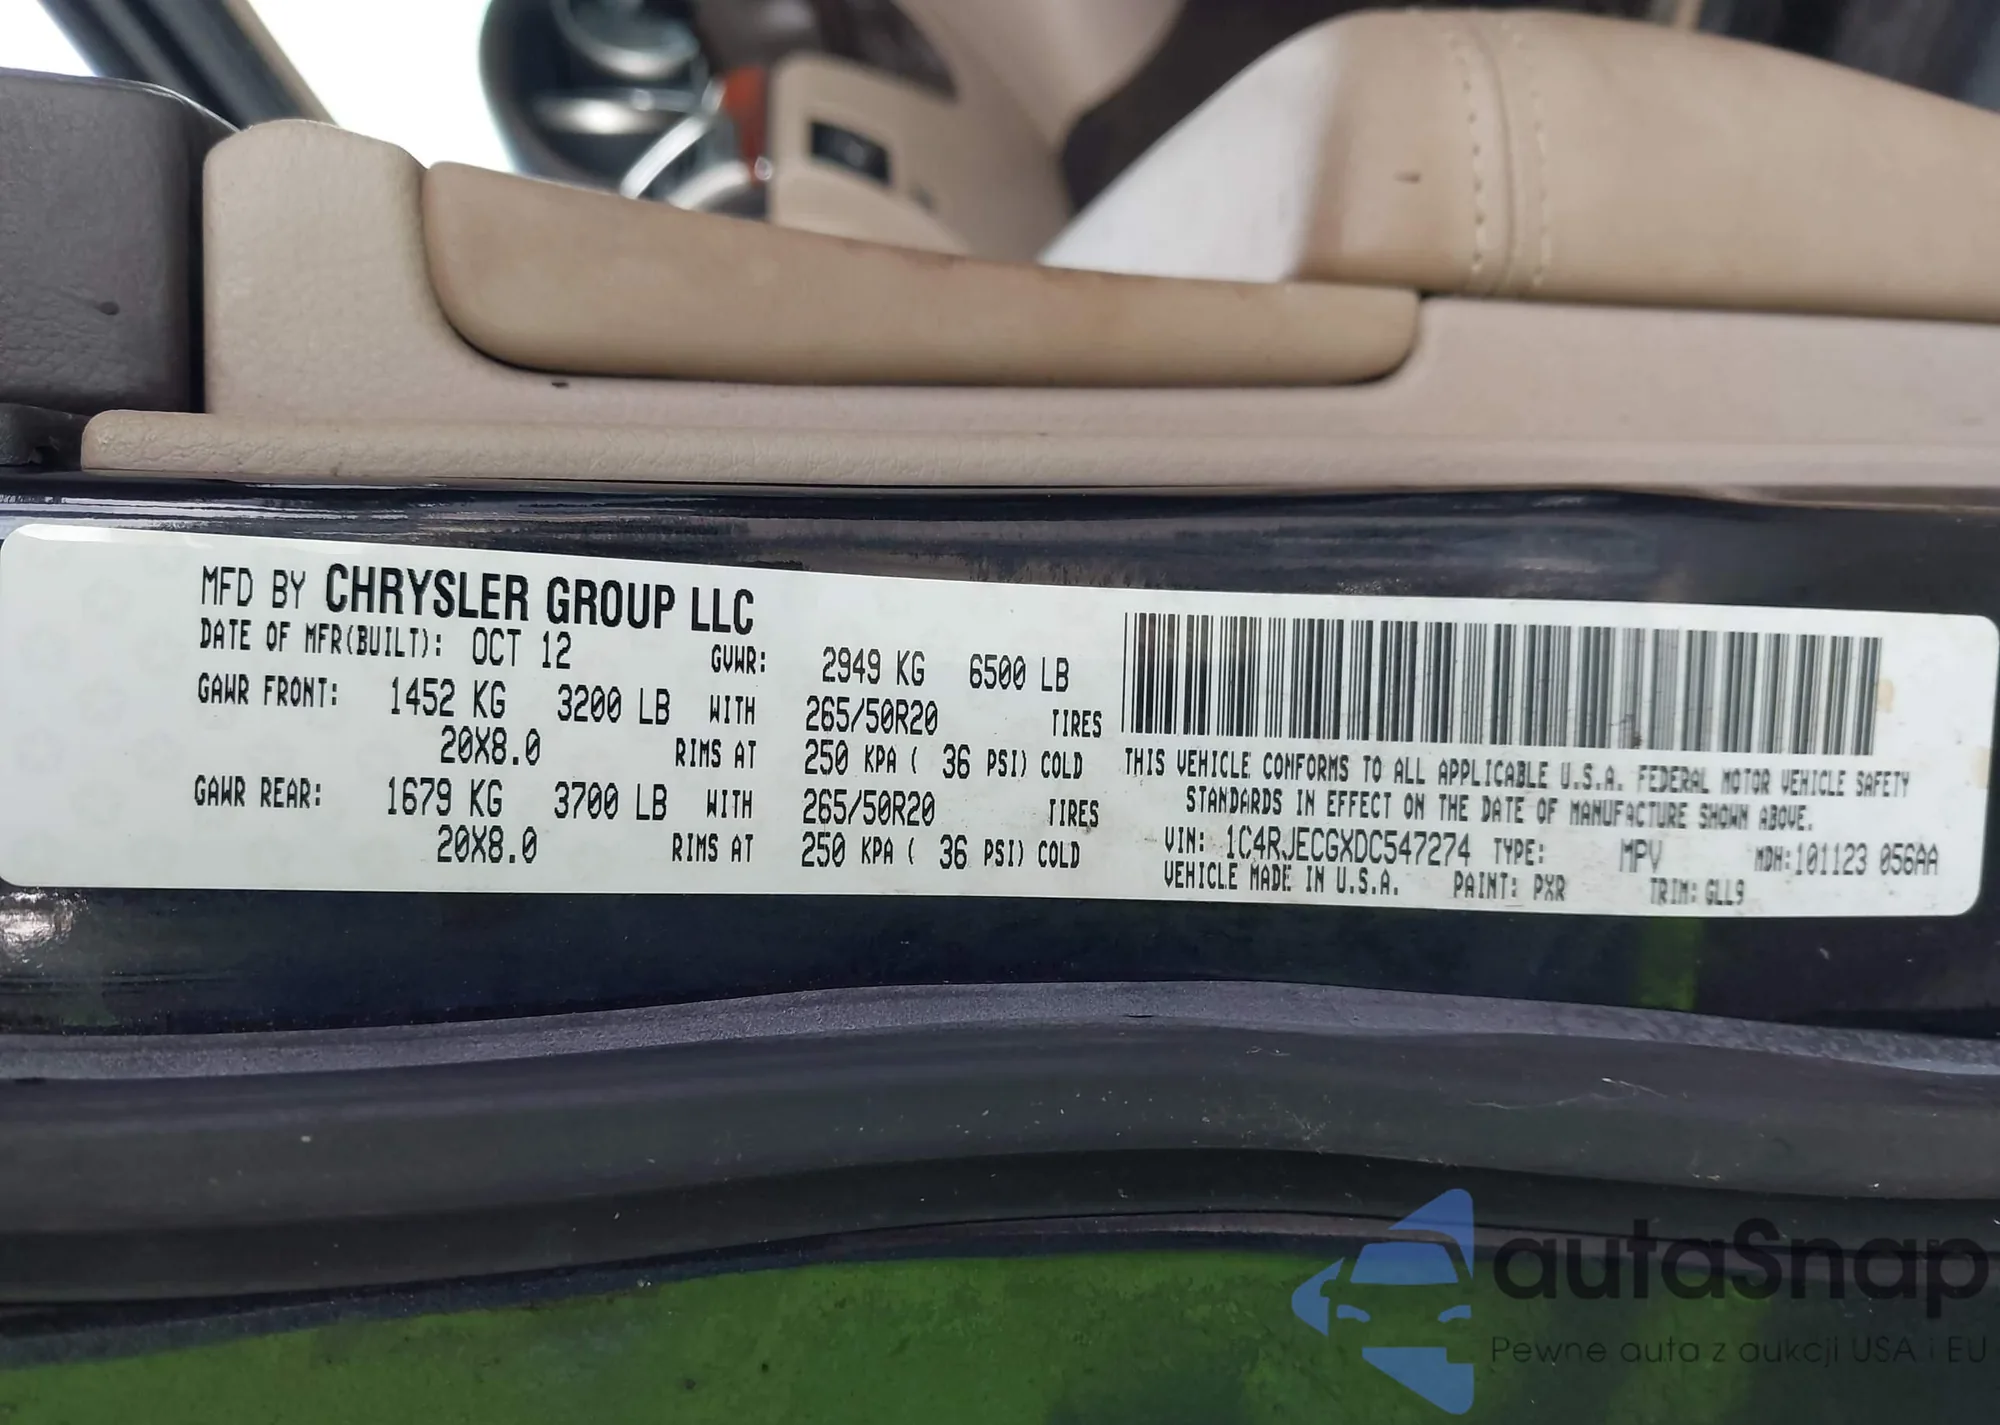 MFD BY CHRYSLER GROUP LLC
DATE OF MFR(BUILT): OCT 12 GVWR: 2949 KG 6500 LB
GAWR FRONT: 1452 KG 3200 LB WITH 265/50R20 TIRES
20X8.0 RIMS AT 250 KPA ( 36 PSI) COLD
GAWR REAR: 1679 KG 3700 LB WITH 265/50R20 TIRES
20X8.0 RIMS AT 250 KPA ( 36 PSI) COLD
THIS VEHICLE CONFORMS TO ALL APPLICABLE U.S.A. FEDERAL MOTOR VEHICLE SAFETY
STANDARDS IN EFFECT ON THE DATE OF MANUFACTURE SHOWN ABOVE.
VIN: 1C4RJECGXDC547274 TYPE: MPV MDH:101123 056AA
VEHICLE MADE IN U.S.A. PAINT: PXR TRIM: GLL9
autaSnap
Pewne auta z aukcji USA i EU